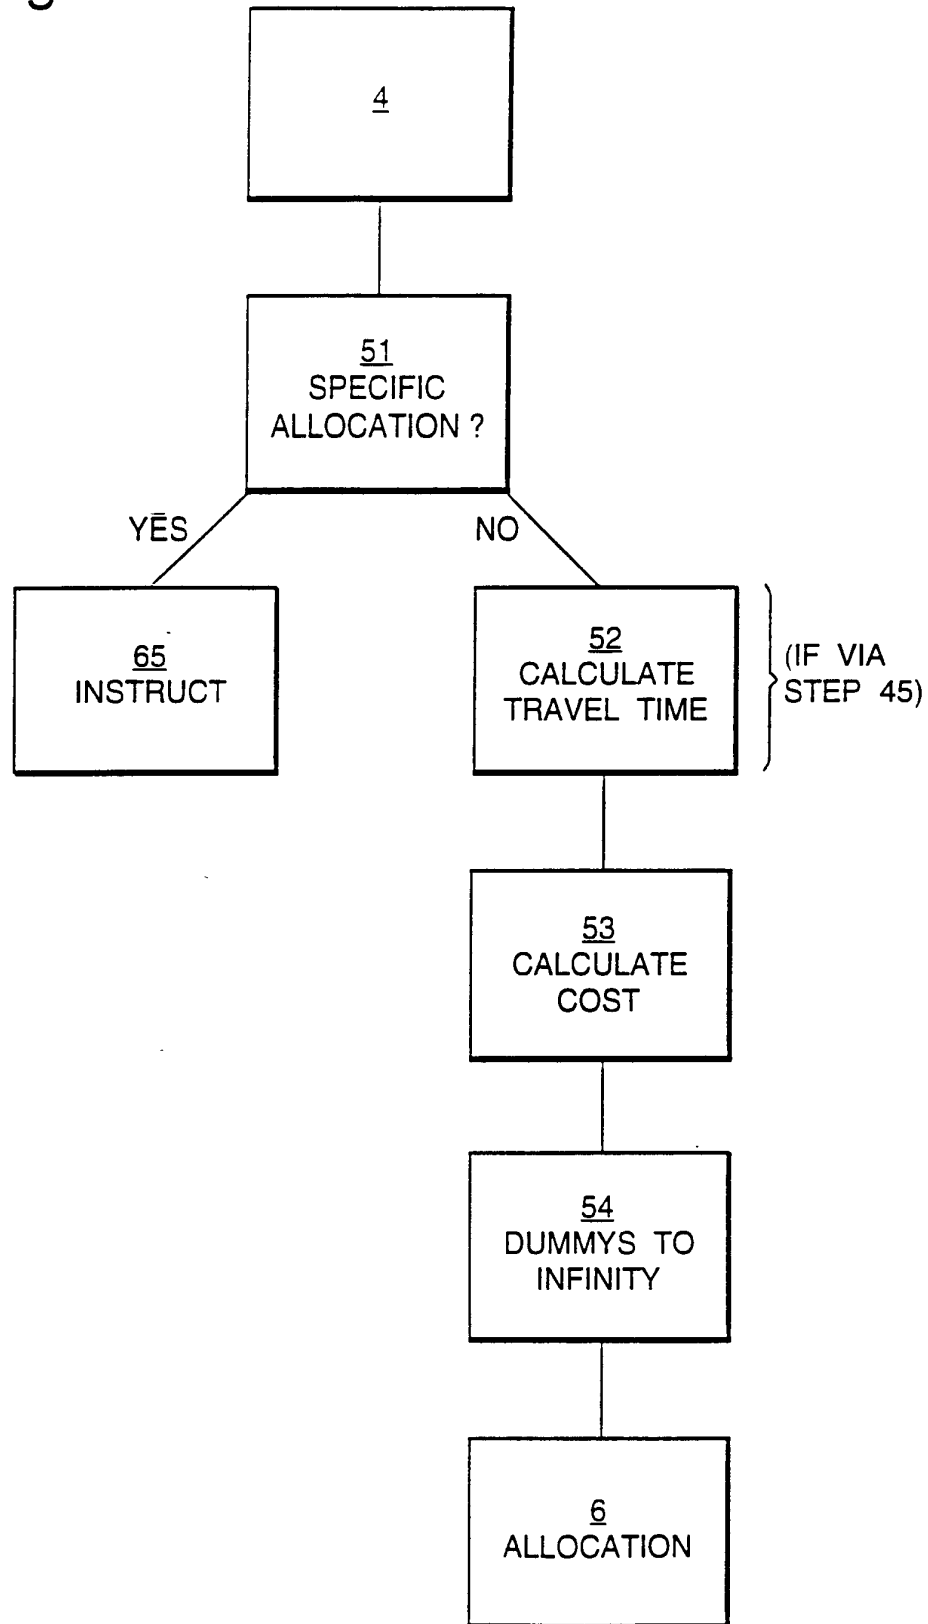 4
51
SPECIFIC
ALLOCATION ?
YES
NO
65
INSTRUCT
52
CALCULATE
TRAVEL TIME
(IF VIA
STEP 45)
53
CALCULATE
COST
54
DUMMYS TO
INFINITY
6
ALLOCATION